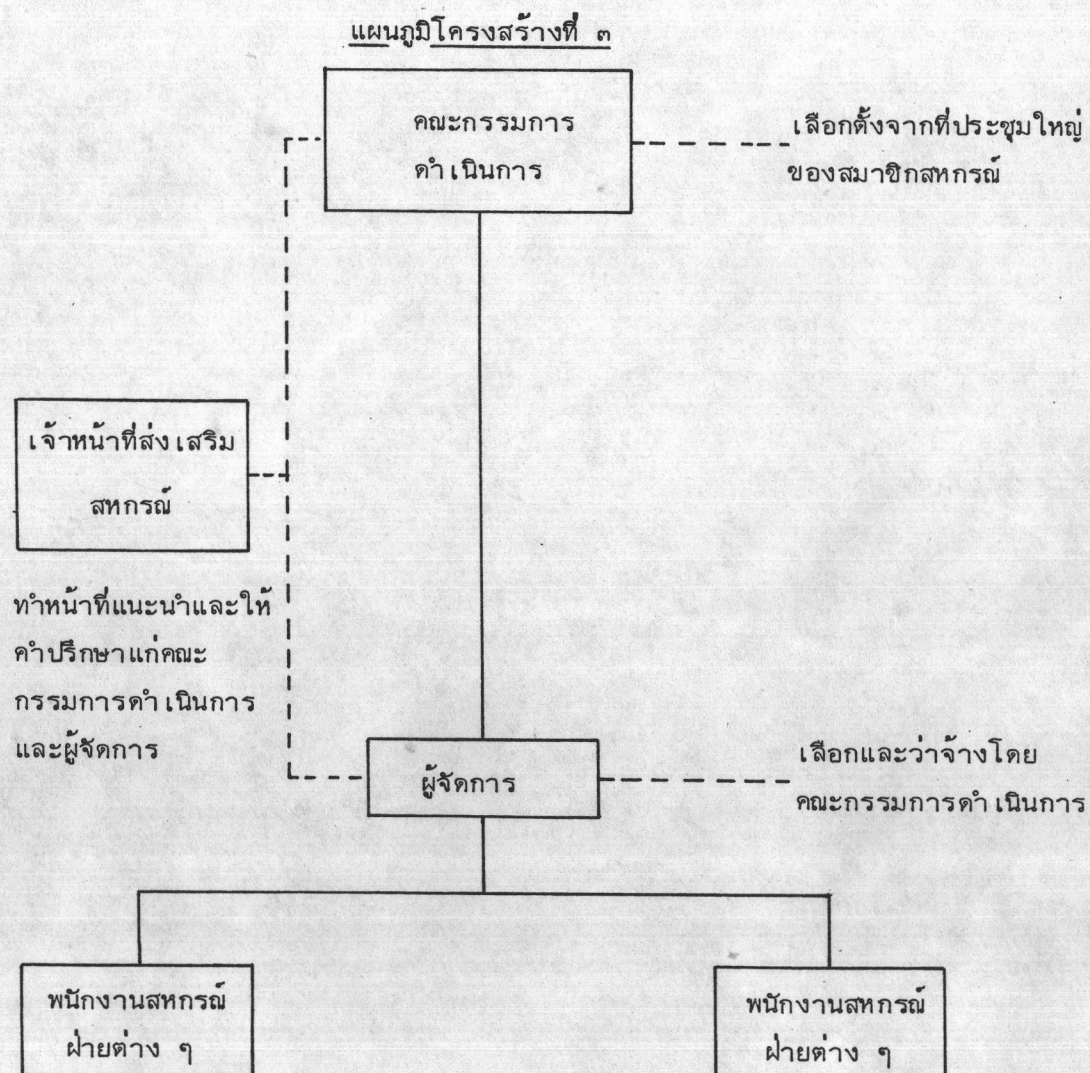 แผนภูมิโครงสร้างที่ ๓
คณะกรรมการ
ดำเนินการ
เลือกตั้งจากที่ประชุมใหญ่
ของสมาชิกสหกรณ์
เจ้าหน้าที่ส่งเสริม
สหกรณ์
ทำหน้าที่แนะนำและให้
คำปรึกษาแก่คณะ
กรรมการดำเนินการ
และผู้จัดการ
ผู้จัดการ
เลือกและว่าจ้างโดย
คณะกรรมการดำเนินการ
พนักงานสหกรณ์
ฝ่ายต่าง ๆ
พนักงานสหกรณ์
ฝ่ายต่าง ๆ